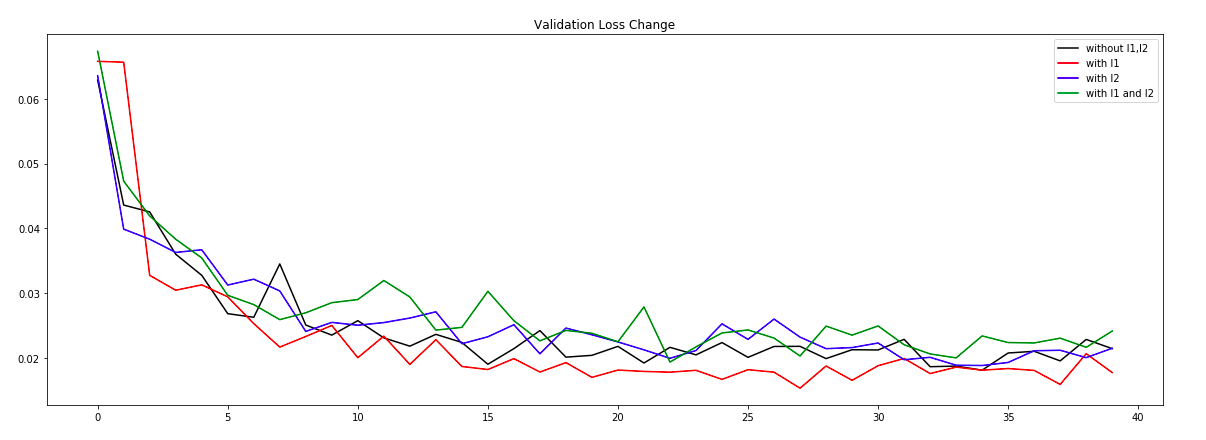 Validation Loss Change
without l1,l2
with l1
with l2
with l1 and l2
0.06
0.05
0.04
0.03
0.02
0 5 10 15 20 25 30 35 40